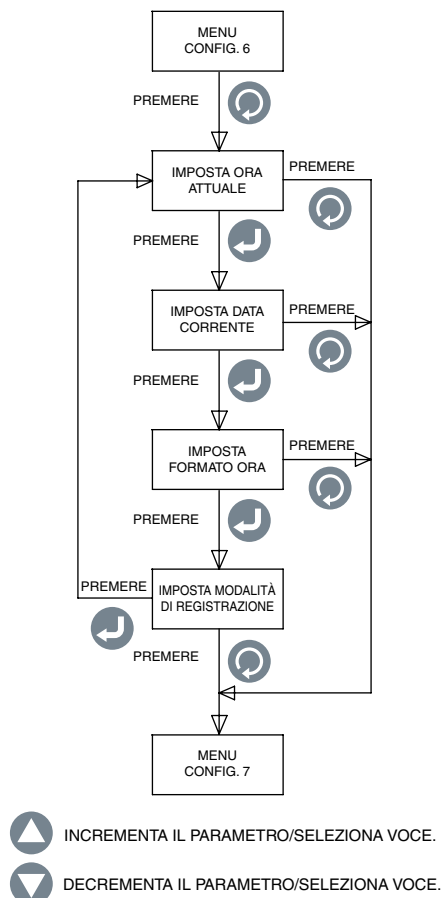 MENU
CONFIG. 6
PREMERE
IMPOSTA ORA
ATTUALE
PREMERE
PREMERE
IMPOSTA DATA
CORRENTE
PREMERE
PREMERE
IMPOSTA
FORMATO ORA
PREMERE
PREMERE
PREMERE
IMPOSTA MODALITÀ
DI REGISTRAZIONE
PREMERE
MENU
CONFIG. 7
INCREMENTA IL PARAMETRO/SELEZIONA VOCE.
DECREMENTA IL PARAMETRO/SELEZIONA VOCE.